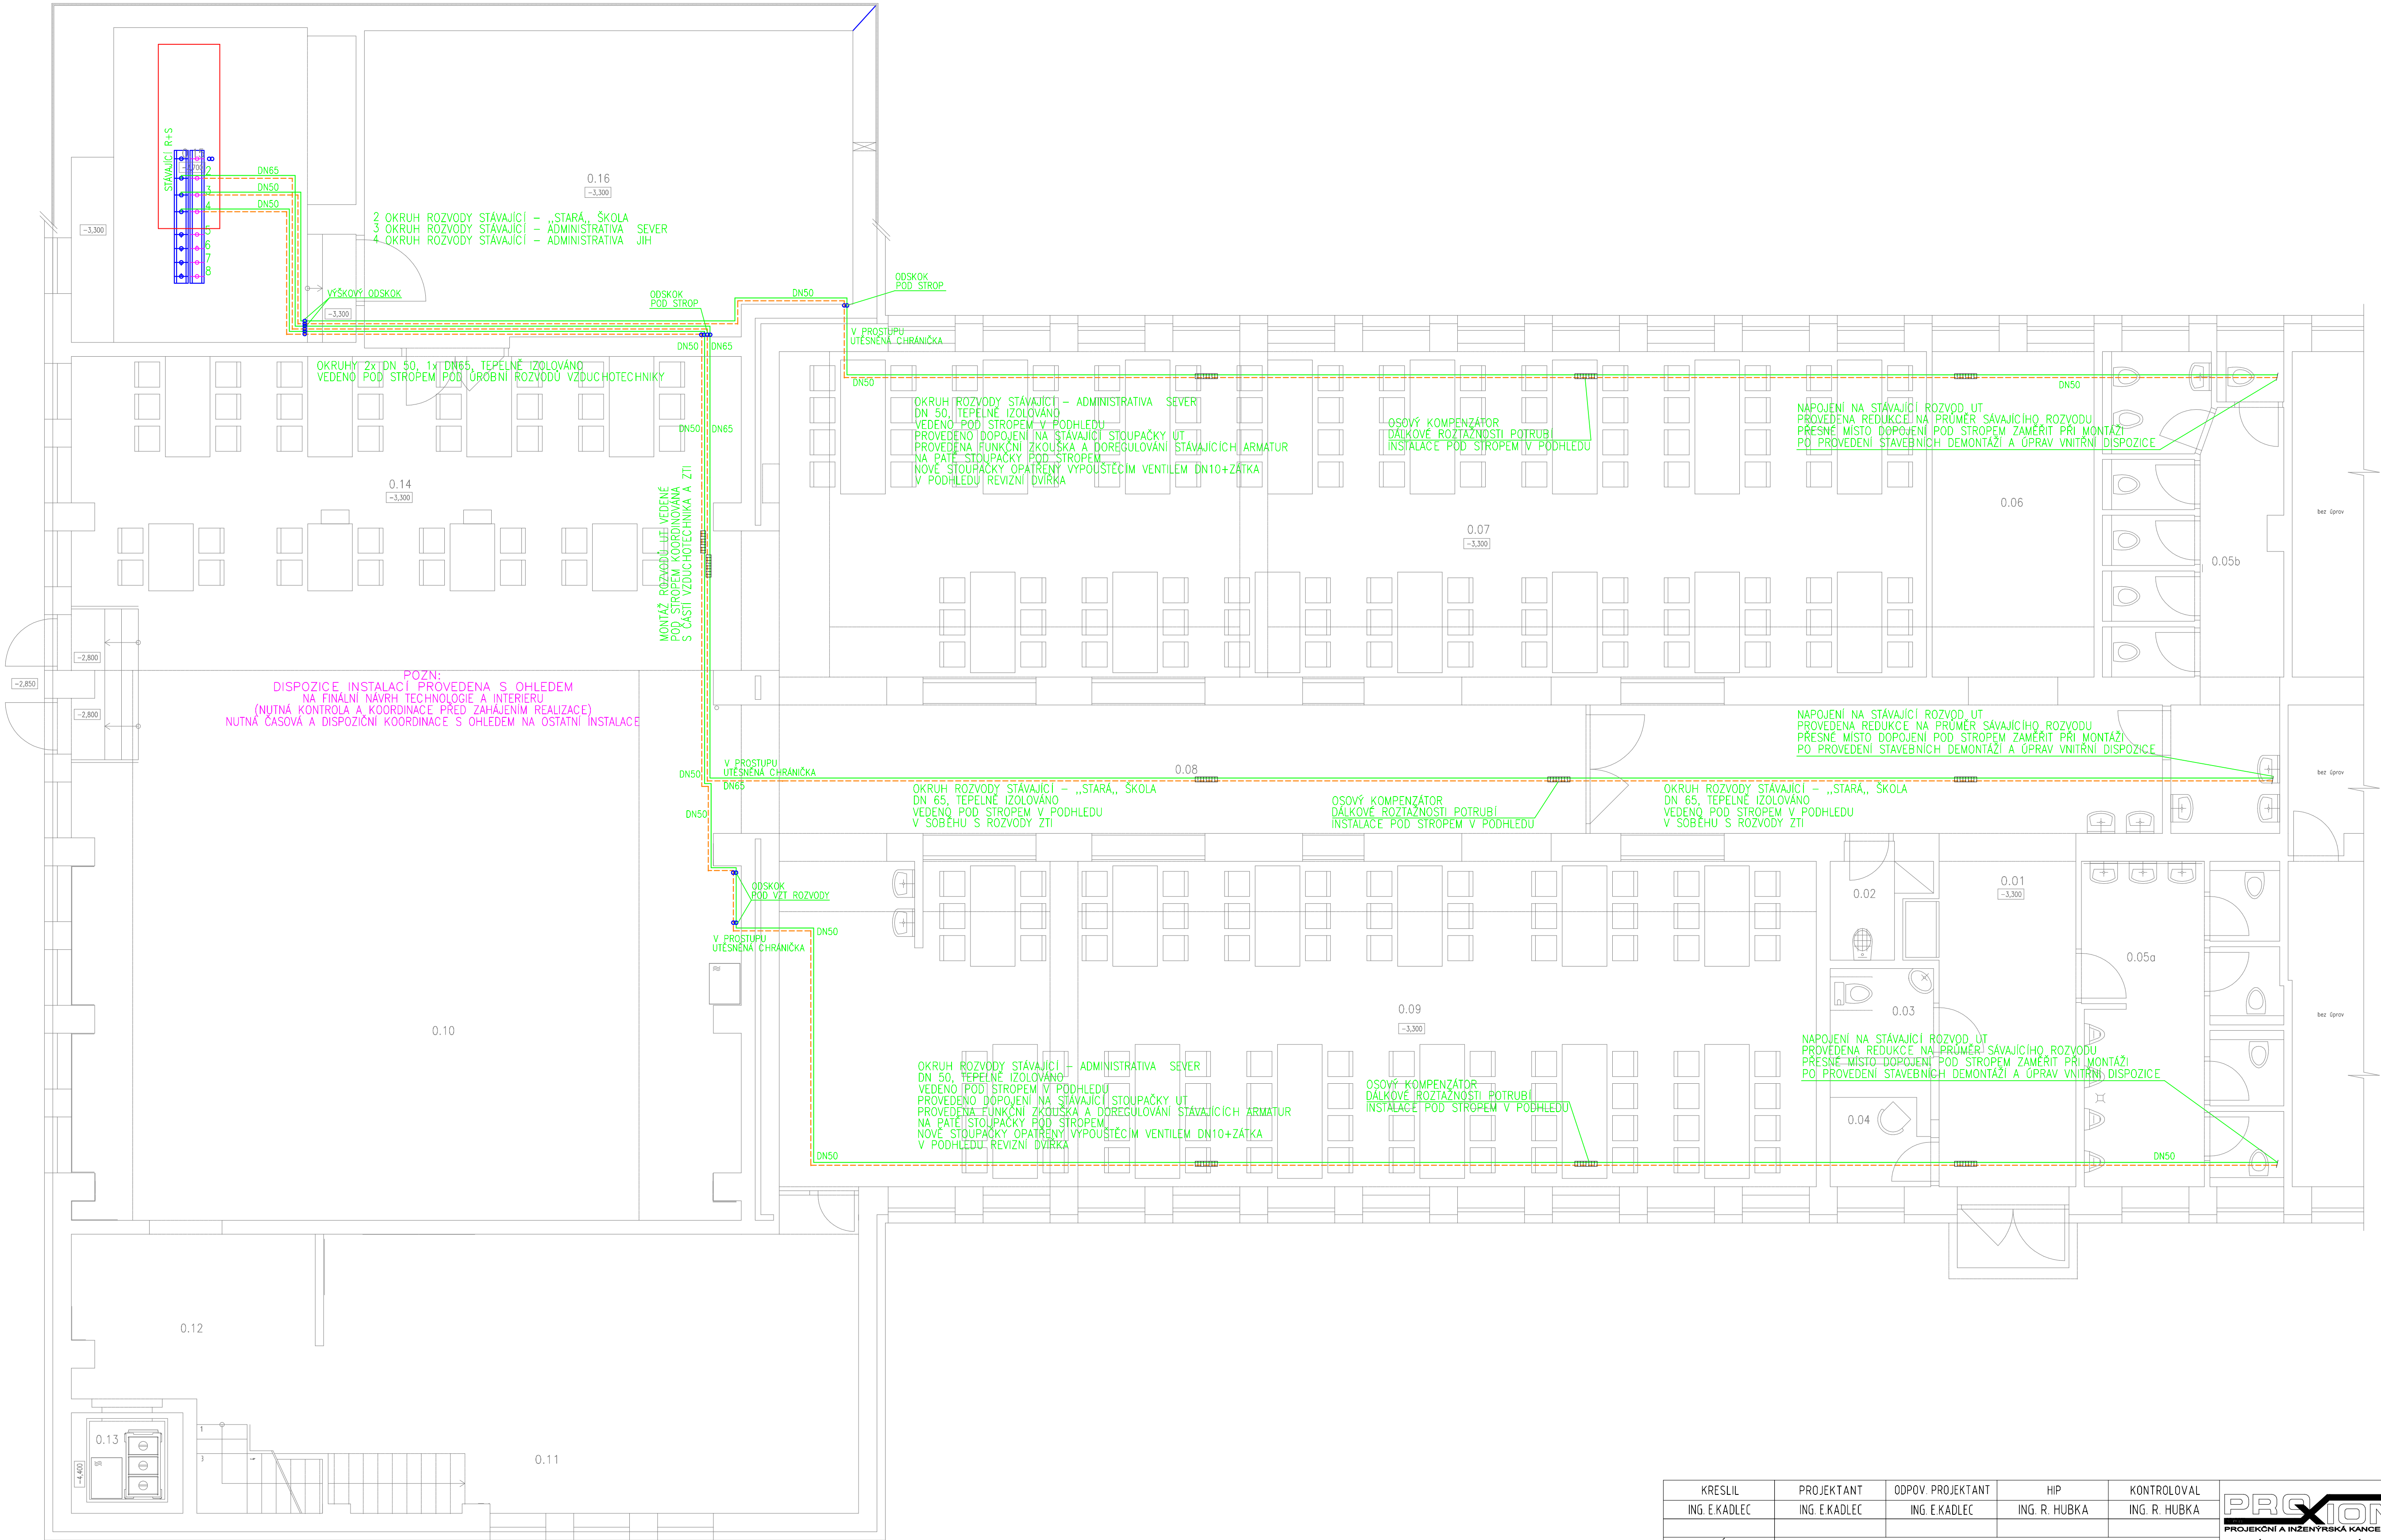 STÁVAJÍCÍ R+S
2
3
4
5
6
7
8
DN65
DN50
DN50
0.16
-3,300
2 OKRUH ROZVODY STÁVAJÍCÍ - ,,STARÁ,, ŠKOLA
3 OKRUH ROZVODY STÁVAJÍCÍ - ADMINISTRATIVA SEVER
4 OKRUH ROZVODY STÁVAJÍCÍ - ADMINISTRATIVA JIH
-3,300
VÝŠKOVÝ ODSKOK
-3,300
ODSKOK
POD STROP
DN50
ODSKOK
POD STROP
V PROSTUPU
UTĚSNĚNÁ CHRÁNIČKA
DN50
DN65
DN50
DN50
OKRUHY 2x DN 50, 1x DN65, TEPELNĚ IZOLOVÁNO
VEDENO POD STROPEM POD ÚROBNÍ ROZVODŮ VZDUCHOTECHNIKY
OKRUH ROZVODY STÁVAJÍCÍ - ADMINISTRATIVA SEVER
DN 50, TEPELNĚ IZOLOVÁNO
VEDENO POD STROPEM V PODHLEDU
PROVEDENO DOPOJENÍ NA STÁVAJÍCÍ STOUPAČKY ÚT
PROVEDENA FUNKČNÍ ZKOUŠKA A DOREGULOVÁNÍ STÁVAJÍCÍCH ARMATUR
NA PATĚ STOUPAČKY POD STROPEM
NOVĚ STOUPAČKY OPATŘENY VYPOUŠTĚCÍM VENTILEM DN10+ZÁTKA
V PODHLEDU REVIZNÍ DVÍŘKA
OSOVÝ KOMPENZÁTOR
DÁLKOVÉ ROZTAŽNOSTI POTRUBÍ
INSTALACE POD STROPEM V PODHLEDU
NAPOJENÍ NA STÁVAJÍCÍ ROZVOD ÚT
PROVEDENA REDUKCE NA PRŮMĚR SÁVAJÍCÍHO ROZVODU
PŘESNÉ MÍSTO DOPOJENÍ POD STROPEM ZAMĚŘIT PŘI MONTÁŽI
PO PROVEDENÍ STAVEBNÍCH DEMONTÁŽÍ A ÚPRAV VNITŘNÍ DISPOZICE
DN50
DN65
0.14
-3,300
MONTÁŽ ROZVODŮ ÚT VEDENÉ
POD STROPEM KOORDINOVÁNA
S ČÁSTÍ VZDUCHOTECHNIKA A ZTI
0.07
-3,300
0.06
0.05b
bez úprav
-2,800
-2,850
-2,800
POZN:
DISPOZICE INSTALACÍ PROVEDENA S OHLEDEM
NA FINÁLNÍ NÁVRH TECHNOLOGIE A INTERIERU
(NUTNÁ KONTROLA A KOORDINACE PŘED ZAHÁJENÍM REALIZACE)
NUTNÁ ČASOVÁ A DISPOZIČNÍ KOORDINACE S OHLEDEM NA OSTATNÍ INSTALACE
NAPOJENÍ NA STÁVAJÍCÍ ROZVOD ÚT
PROVEDENA REDUKCE NA PRŮMĚR SÁVAJÍCÍHO ROZVODU
PŘESNÉ MÍSTO DOPOJENÍ POD STROPEM ZAMĚŘIT PŘI MONTÁŽI
PO PROVEDENÍ STAVEBNÍCH DEMONTÁŽÍ A ÚPRAV VNITŘNÍ DISPOZICE
V PROSTUPU
UTĚSNĚNÁ CHRÁNIČKA
DN50
DN65
0.08
bez úprav
OKRUH ROZVODY STÁVAJÍCÍ - ,,STARÁ,, ŠKOLA
DN 65, TEPELNĚ IZOLOVÁNO
VEDENO POD STROPEM V PODHLEDU
V SOBĚHU S ROZVODY ZTI
OSOVÝ KOMPENZÁTOR
DÁLKOVÉ ROZTAŽNOSTI POTRUBÍ
INSTALACE POD STROPEM V PODHLEDU
OKRUH ROZVODY STÁVAJÍCÍ - ,,STARÁ,, ŠKOLA
DN 65, TEPELNĚ IZOLOVÁNO
VEDENO POD STROPEM V PODHLEDU
V SOBĚHU S ROZVODY ZTI
DN50
ODSKOK
POD VZT ROZVODY
DN50
V PROSTUPU
UTĚSNĚNÁ CHRÁNIČKA
0.02
0.01
-3,300
0.05a
0.03
0.10
0.09
-3,300
bez úprav
NAPOJENÍ NA STÁVAJÍCÍ ROZVOD ÚT
PROVEDENA REDUKCE NA PRŮMĚR SÁVAJÍCÍHO ROZVODU
PŘESNÉ MÍSTO DOPOJENÍ POD STROPEM ZAMĚŘIT PŘI MONTÁŽI
PO PROVEDENÍ STAVEBNÍCH DEMONTÁŽÍ A ÚPRAV VNITŘNÍ DISPOZICE
OKRUH ROZVODY STÁVAJÍCÍ - ADMINISTRATIVA SEVER
DN 50, TEPELNĚ IZOLOVÁNO
VEDENO POD STROPEM V PODHLEDU
PROVEDENO DOPOJENÍ NA STÁVAJÍCÍ STOUPAČKY ÚT
PROVEDENA FUNKČNÍ ZKOUŠKA A DOREGULOVÁNÍ STÁVAJÍCÍCH ARMATUR
NA PATĚ STOUPAČKY POD STROPEM
NOVĚ STOUPAČKY OPATŘENY VYPOUŠTĚCÍM VENTILEM DN10+ZÁTKA
V PODHLEDU REVIZNÍ DVÍŘKA
OSOVÝ KOMPENZÁTOR
DÁLKOVÉ ROZTAŽNOSTI POTRUBÍ
INSTALACE POD STROPEM V PODHLEDU
0.04
DN50
DN50
0.12
0.13
-4,400
0.11
KRESLIL PROJEKTANT ODPOV. PROJEKTANT HIP KONTROLOVAL
ING. E.KADLEC ING. E.KADLEC ING. E.KADLEC ING. R. HUBKA ING. R. HUBKA
PROXION
PROJEKČNÍ A INŽENÝRSKÁ KANCE